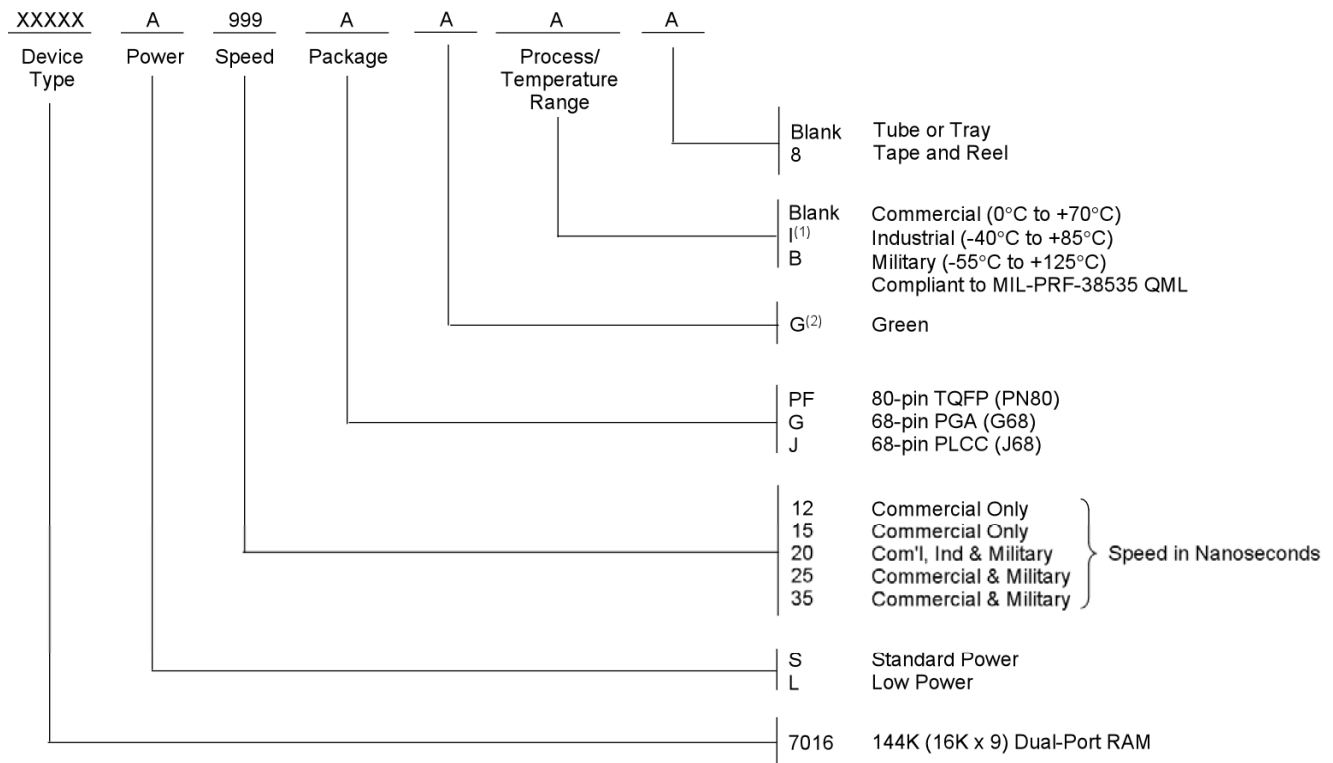 XXXXX A 999 A A A A
Device Type Power Speed Package Process/ Temperature Range
Blank Tube or Tray
8 Tape and Reel
Blank Commercial (0°C to +70°C)
I(1) Industrial (-40°C to +85°C)
B Military (-55°C to +125°C)
Compliant to MIL-PRF-38535 QML
G(2) Green
PF 80-pin TQFP (PN80)
G 68-pin PGA (G68)
J 68-pin PLCC (J68)
12 Commercial Only
15 Commercial Only
20 Com'l, Ind & Military Speed in Nanoseconds
25 Commercial & Military
35 Commercial & Military
S Standard Power
L Low Power
7016 144K (16K x 9) Dual-Port RAM